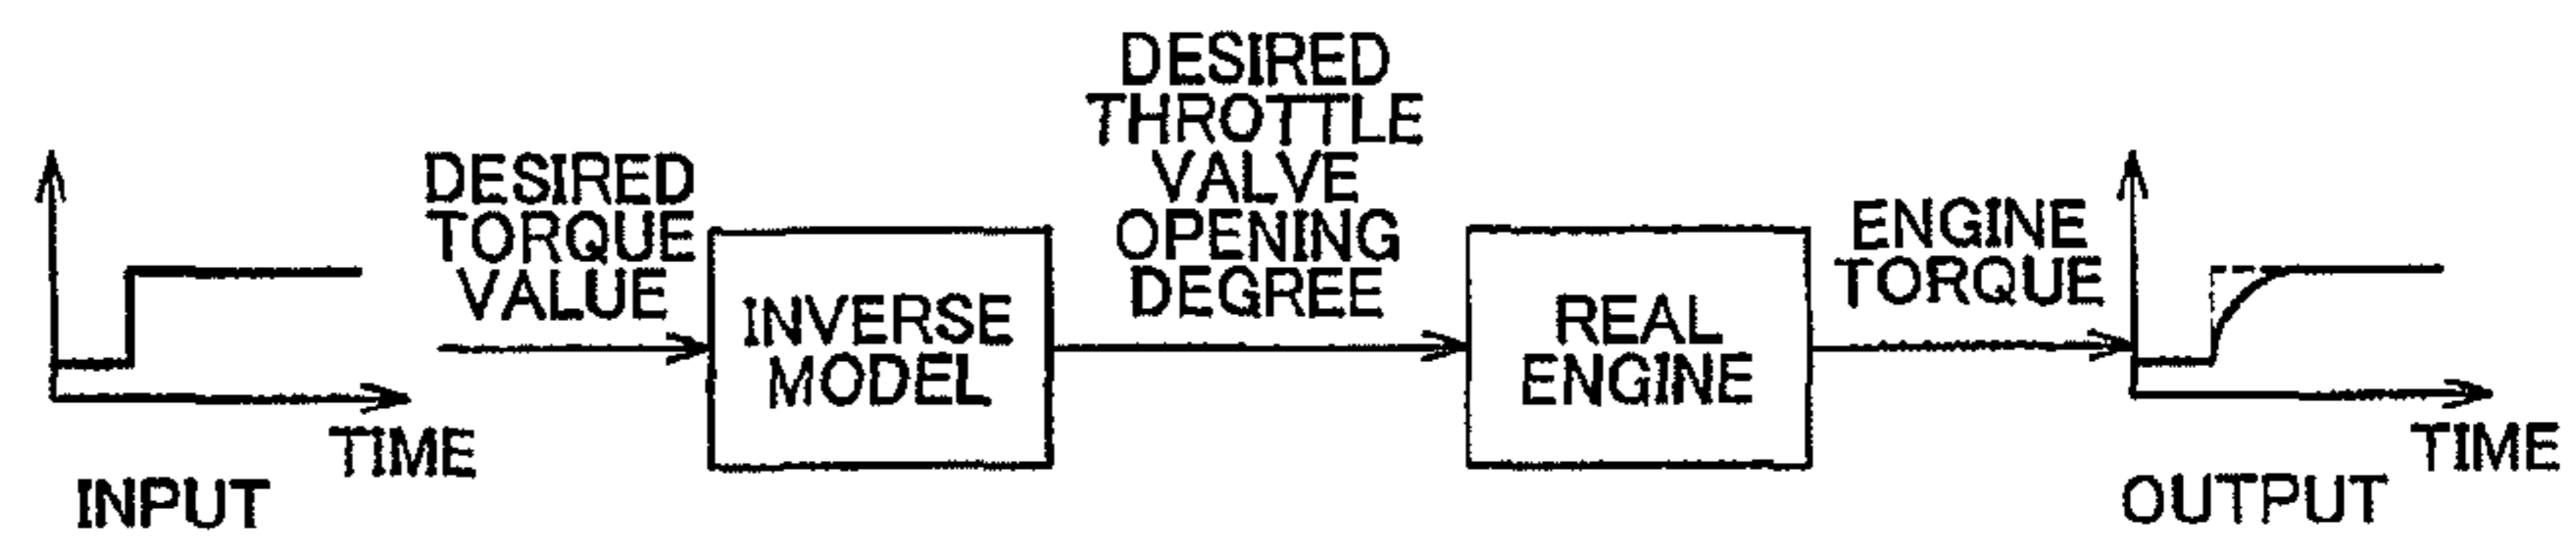 DESIRED
TORQUE
VALUE
INVERSE
MODEL
DESIRED
THROTTLE
VALVE
OPENING
DEGREE
REAL
ENGINE
ENGINE
TORQUE
TIME
INPUT
TIME
OUTPUT